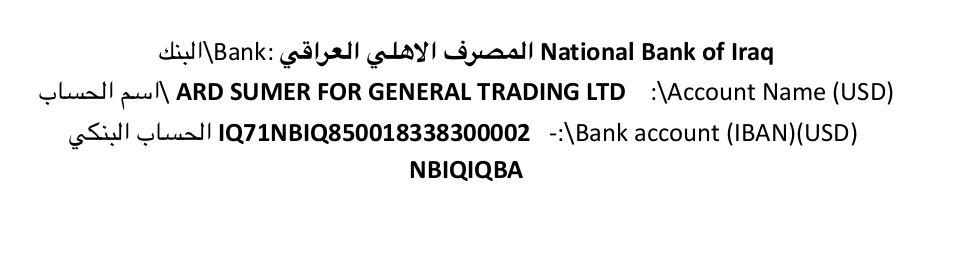 البنك\Bank: المصرف الاهلي العراقي National Bank of Iraq
اسم الحساب\ ARD SUMER FOR GENERAL TRADING LTD :\Account Name (USD)
الحساب البنكي IQ71NBIQ850018338300002 -:\Bank account (IBAN)(USD)
NBIQIQBA